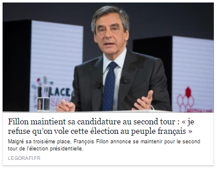 Fillon maintient sa candidature au second tour : « je
refuse qu'on vole cette élection au peuple français »
Malgré sa troisième place, François Fillon annonce se maintenir pour le second
tour de l'élection présidentielle.
LEGORAFI.FR